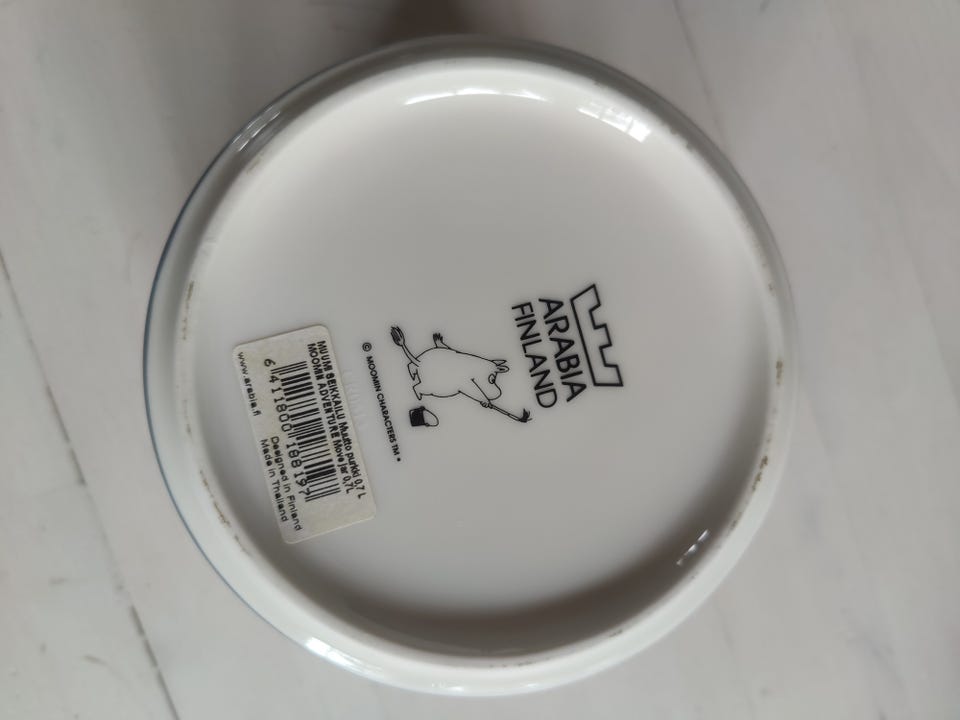 ARABIA
FINLAND
© MOOMIN CHARACTERS TM
MUUMI SEIKKAILU Muutto purkki 0,7 L
MOOMIN ADVENTURE Move jar 0,7L
6 411800 188197
Designed in Finland
www.arabia.fi Made in Thailand